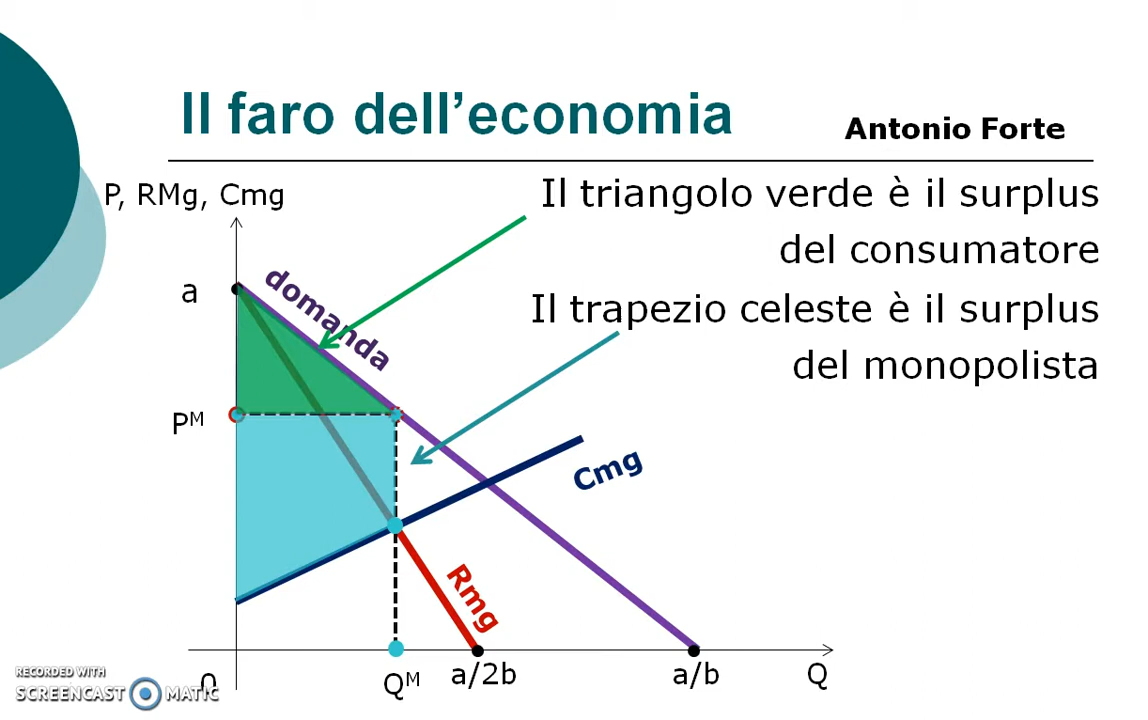 Il faro dell’economia
Antonio Forte
P, RMg, Cmg
Il triangolo verde è il surplus
del consumatore
a
domanda
Il trapezio celeste è il surplus
del monopolista
Pᴹ
Cmg
Rmg
0
Qᴹ
a/2b
a/b
Q
RECORDED WITH
SCREENCAST MATIC